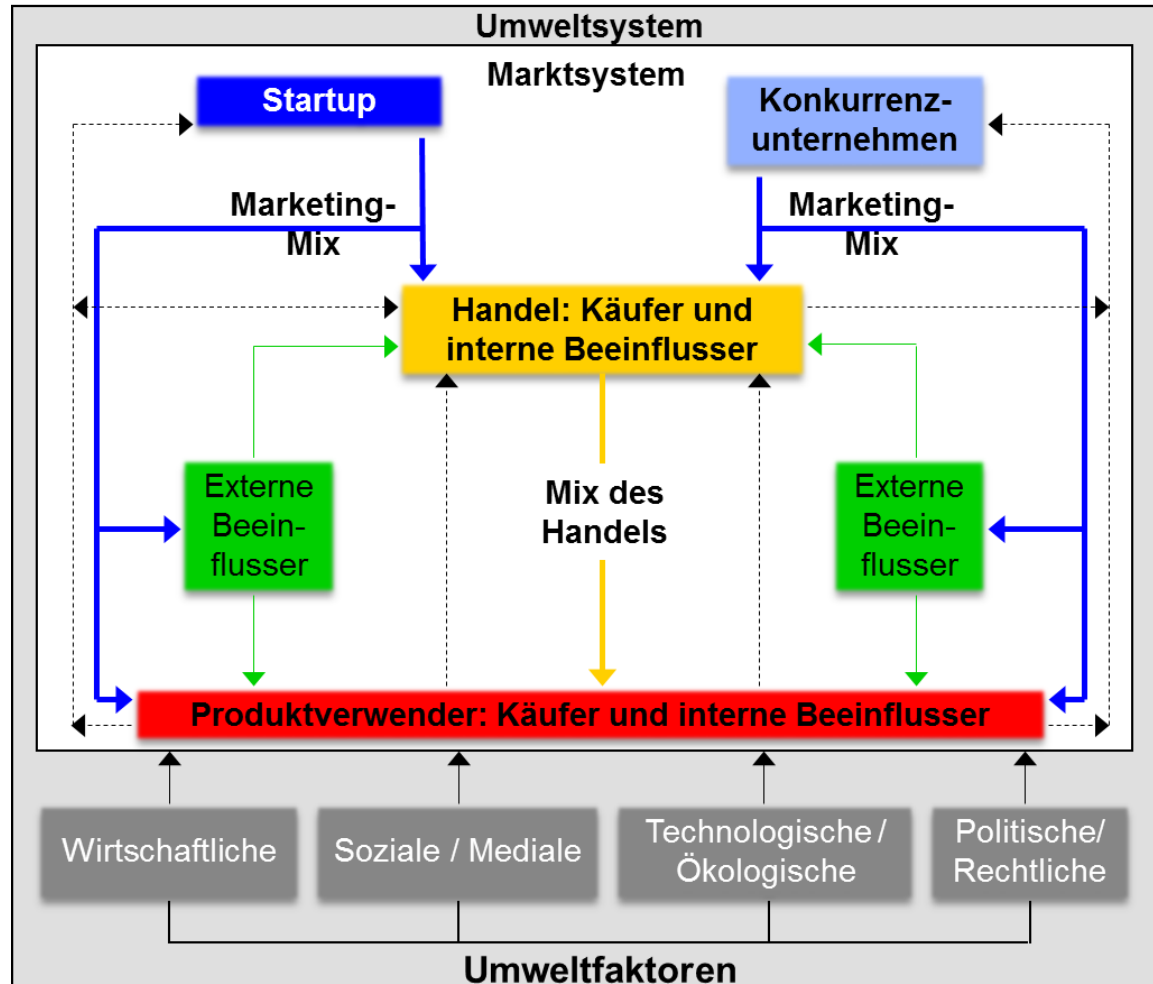 Umweltsystem
Marktsystem
Startup
Konkurrenz-
unternehmen
Marketing-
Mix
Marketing-
Mix
Handel: Käufer und
interne Beeinflusser
Externe
Beein-
flusser
Mix des
Handels
Externe
Beein-
flusser
Produktverwender: Käufer und interne Beeinflusser
Wirtschaftliche
Soziale / Mediale
Technologische /
Ökologische
Politische/
Rechtliche
Umweltfaktoren